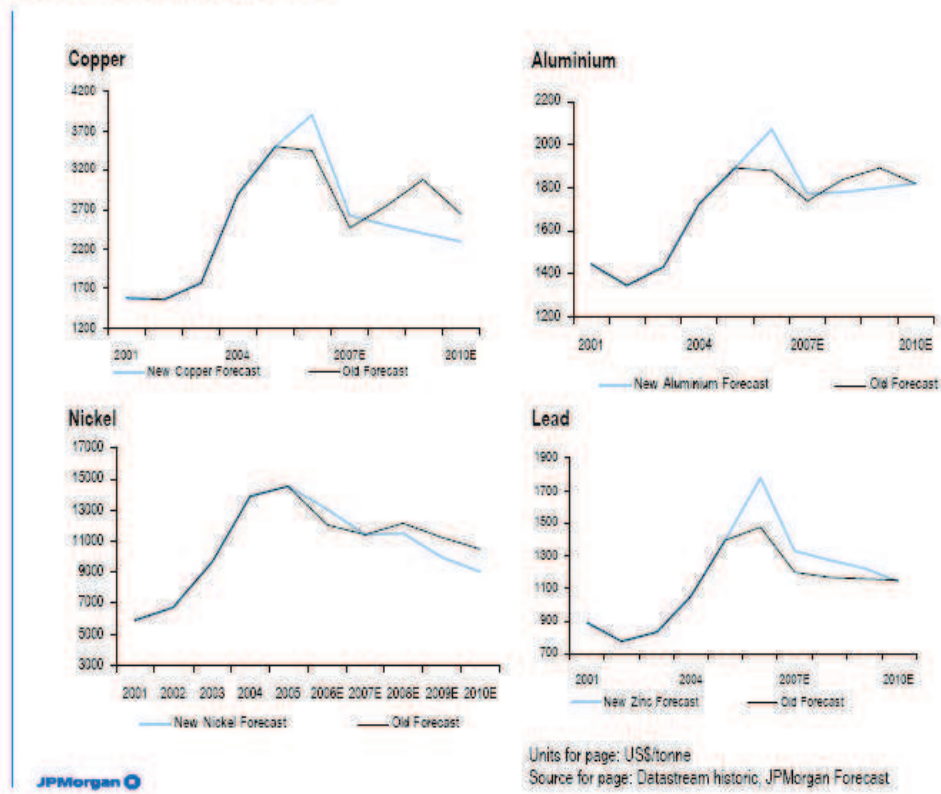 Copper
4200
3700
3200
2700
2200
1700
1200
2001 2004 2007E 2010E
New Copper Forecast Old Forecast
Aluminium
2200
2000
1800
1600
1400
1200
2001 2004 2007E 2010E
New Aluminium Forecast Old Forecast
Nickel
17000
15000
13000
11000
9000
7000
5000
3000
2001 2002 2003 2004 2005 2006E 2007E 2008E 2009E 2010E
New Nickel Forecast Old Forecast
Lead
1900
1700
1500
1300
1100
900
700
2001 2004 2007E 2010E
New Zinc Forecast Old Forecast
Units for page: US$/tonne
Source for page: Datastream historic, JPMorgan Forecast
JPMorgan